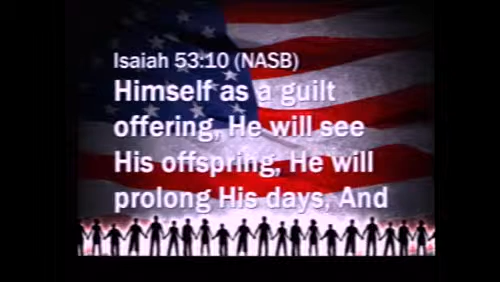 Isaiah 53:10 (NASB)
Himself as a guilt
offering, He will see
His offspring, He will
prolong His days, And